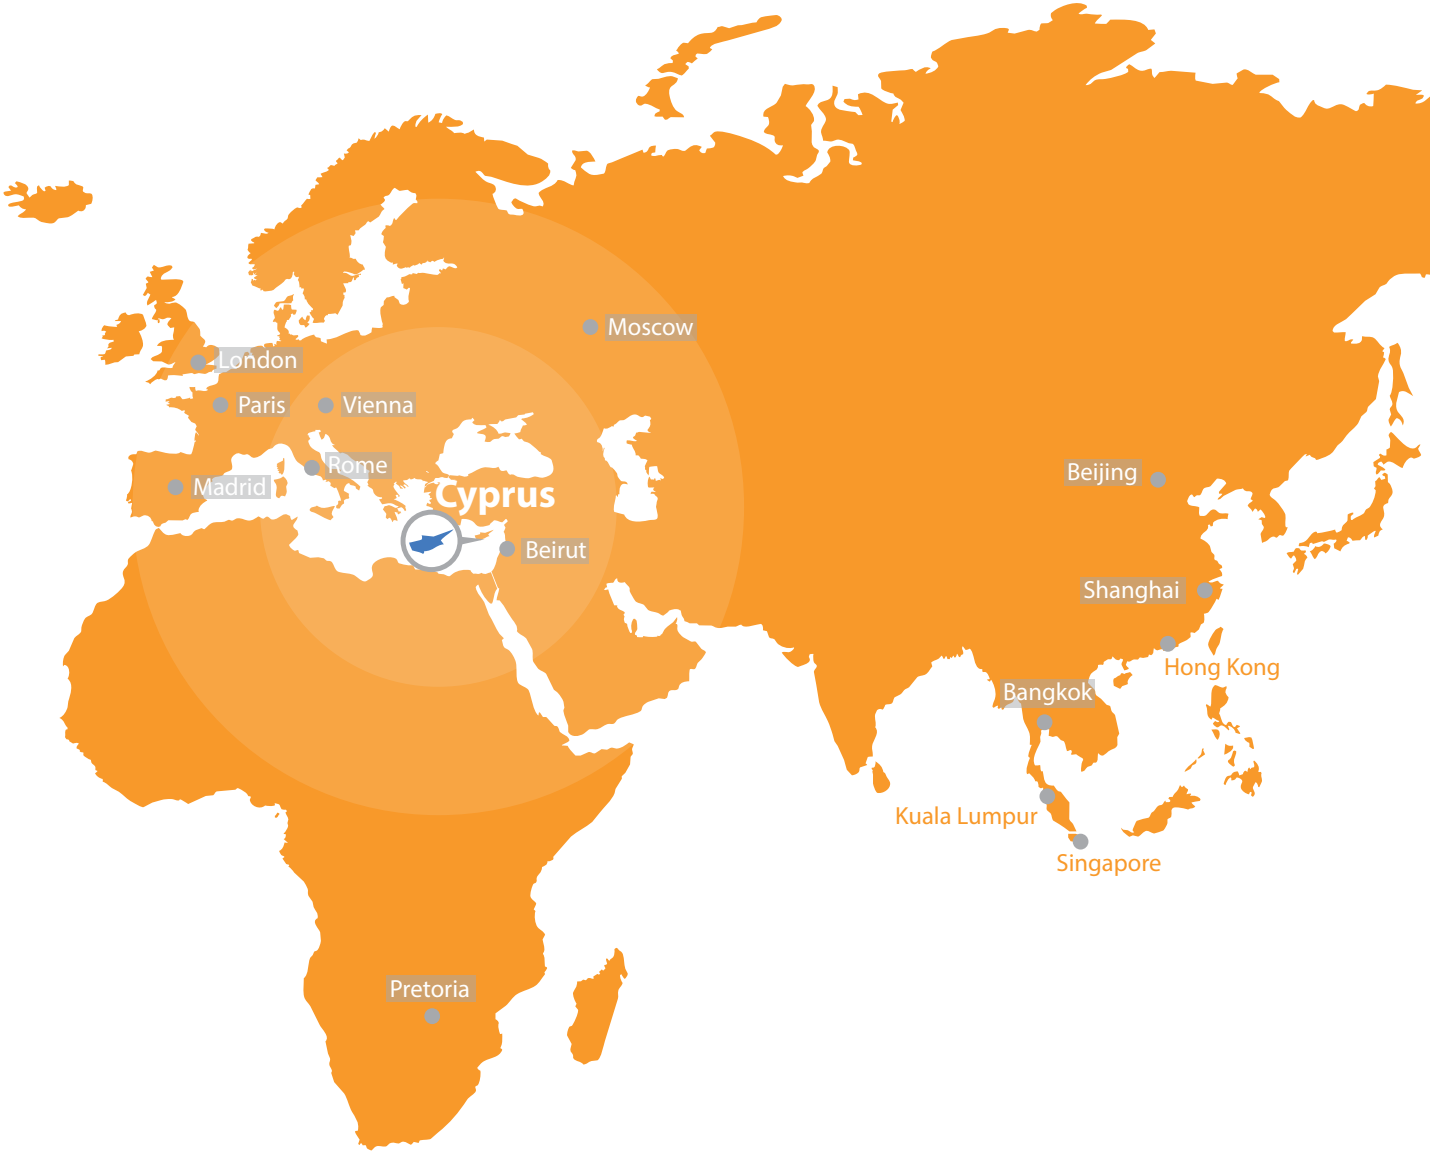 Moscow
London
Paris
Vienna
Rome
Madrid
Cyprus
Beirut
Beijing
Shanghai
Hong Kong
Bangkok
Kuala Lumpur
Singapore
Pretoria